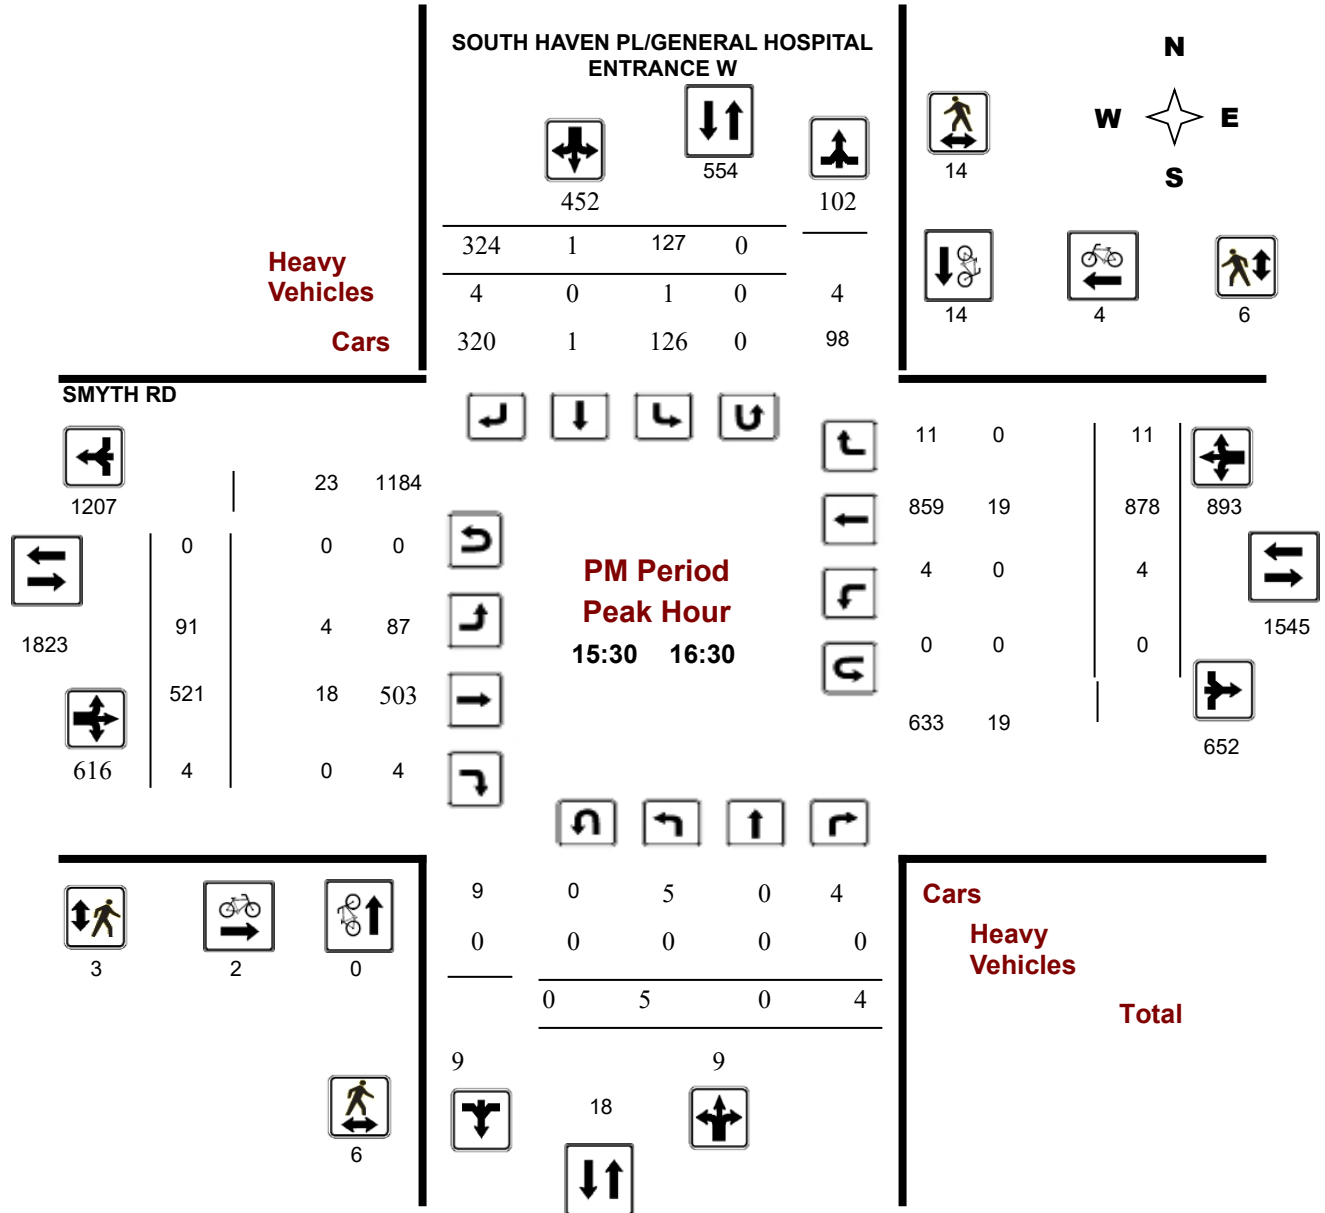 SOUTH HAVEN PL/GENERAL HOSPITAL
ENTRANCE W
N
W E
S
554
14
452 102
324 1 127 0
Heavy
Vehicles
4 0 1 0 4
14 4 6
Cars
320 1 126 0 98
SMYTH RD
11 0 11
23 1184
1207
859 19 878 893
0 0 0
PM Period
4 0 4
Peak Hour
91 4 87
1545
1823
15:30 16:30
0 0 0
521 18 503
633 19
652
616 4 0 4
9 0 5 0 4
Cars
0 0 0 0 0
Heavy
Vehicles
3 2 0
0 5 0 4
Total
9 9
18
6